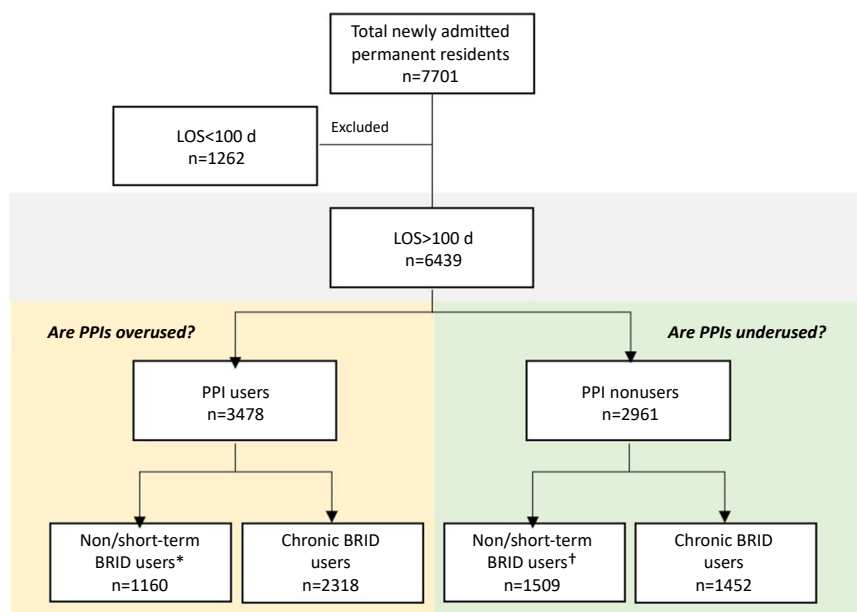 Total newly admitted
permanent residents
n=7701
LOS<100 d
n=1262
Excluded
LOS>100 d
n=6439
Are PPIs overused?
Are PPIs underused?
PPI users
n=3478
PPI nonusers
n=2961
Non/short-term
BRID users*
n=1160
Chronic BRID
users
n=2318
Non/short-term
BRID users†
n=1509
Chronic BRID
users
n=1452